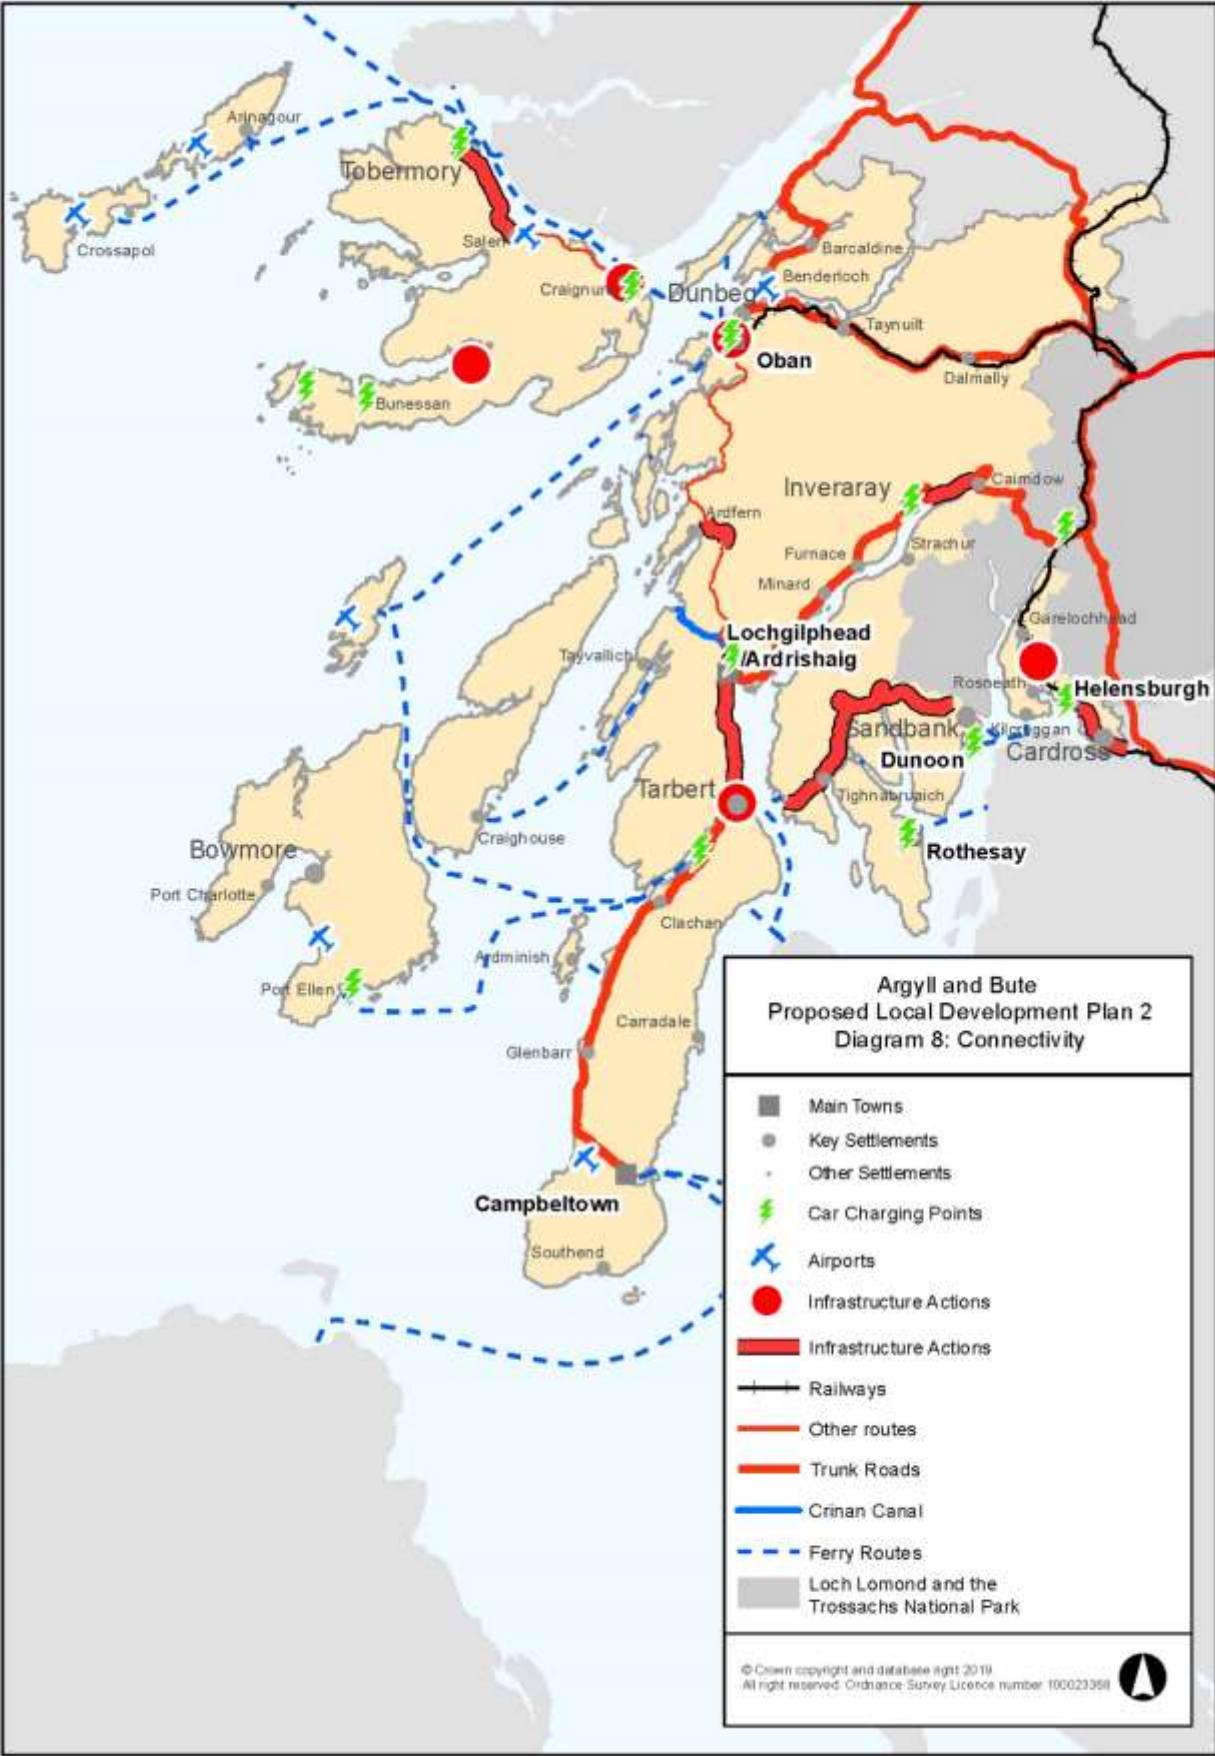 Arinagour
Tobermory
Crossapol
Salen
Barcaldine
Craignure
Benderloch
Dunbeg
Taynuilt
Oban
Dalmally
Bunessan
Inveraray
Cairndow
Ardfern
Strachur
Furnace
Minard
Garelochhead
Lochgilphead
/Ardrishaig
Tayvallich
Rosneath
Helensburgh
Sandbank
Kilcreggan
Cardross
Dunoon
Tarbert
Tighnabruaich
Craighouse
Bowmore
Rothesay
Port Charlotte
Clachan
Ardminish
Port Ellen
Carradale
Glenbarr
Campbeltown
Southend
Argyll and Bute
Proposed Local Development Plan 2
Diagram 8: Connectivity
Main Towns
Key Settlements
Other Settlements
Car Charging Points
Airports
Infrastructure Actions
Infrastructure Actions
Railways
Other routes
Trunk Roads
Crinan Canal
Ferry Routes
Loch Lomond and the
Trossachs National Park
© Crown copyright and database right 2019.
All right reserved. Ordnance Survey Licence number 100023368